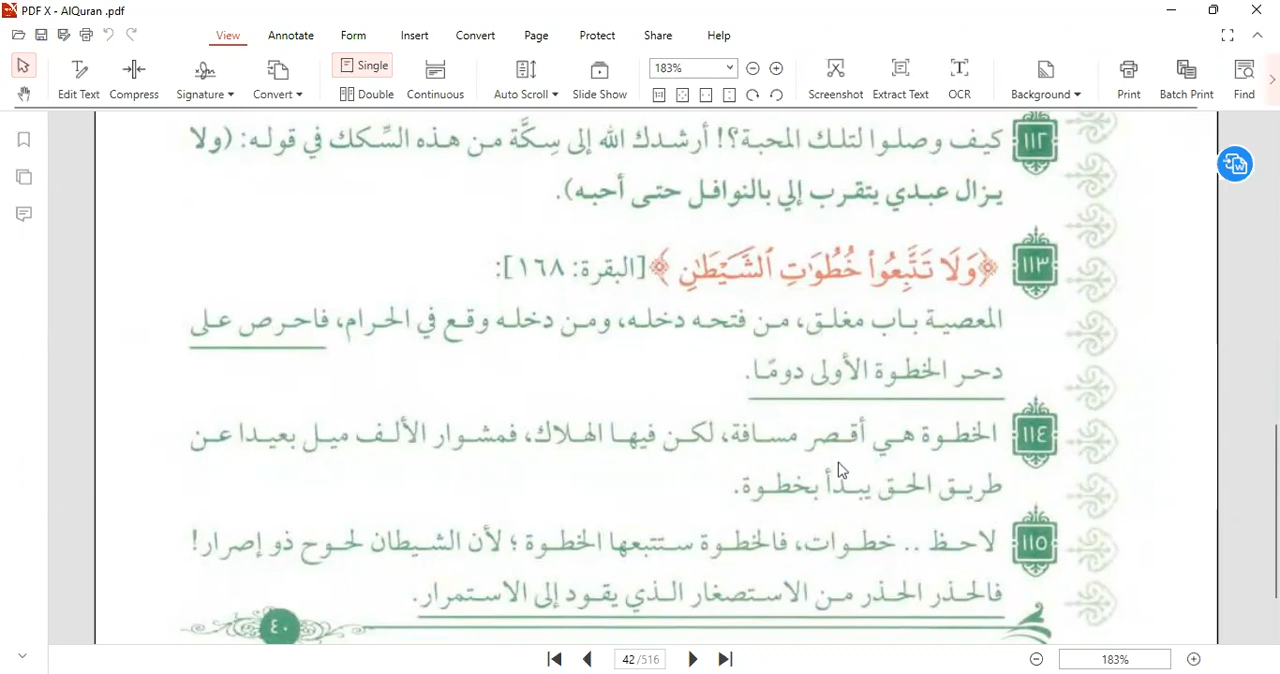 PDF X - AlQuran .pdf
View Annotate Form Insert Convert Page Protect Share Help
Edit Text Compress Signature Convert Single Double Continuous Auto Scroll Slide Show 183% Screenshot Extract Text OCR Background Print Batch Print Find
١١٢ كيف وصلوا لتلك المحبة؟! أرشدك الله إلى سِكَّة من هذه السِّكك في قوله: (ولا
يزال عبدي يتقرب إلي بالنوافل حتى أحبه).
١١٣ ﴿وَلَا تَتَّبِعُوا۟ خُطُوَٰتِ ٱلشَّيْطَـٰنِ﴾ [البقرة: ١٦٨]:
المعصية باب مغلق، من فتحه دخله، ومن دخله وقع في الحرام، فاحرص على
دحر الخطوة الأولى دومًا.
١١٤ الخطوة هي أقصر مسافة، لكن فيها الهلاك، فمشوار الألف ميل بعيدا عن
طريق الحق يبدأ بخطوة.
١١٥ لاحظ .. خطوات، فالخطوة ستتبعها الخطوة ؛ لأن الشيطان لحوح ذو إصرار!
فالحذر الحذر من الاستصغار الذي يقود إلى الاستمرار.
٤٠
42 /516
183%